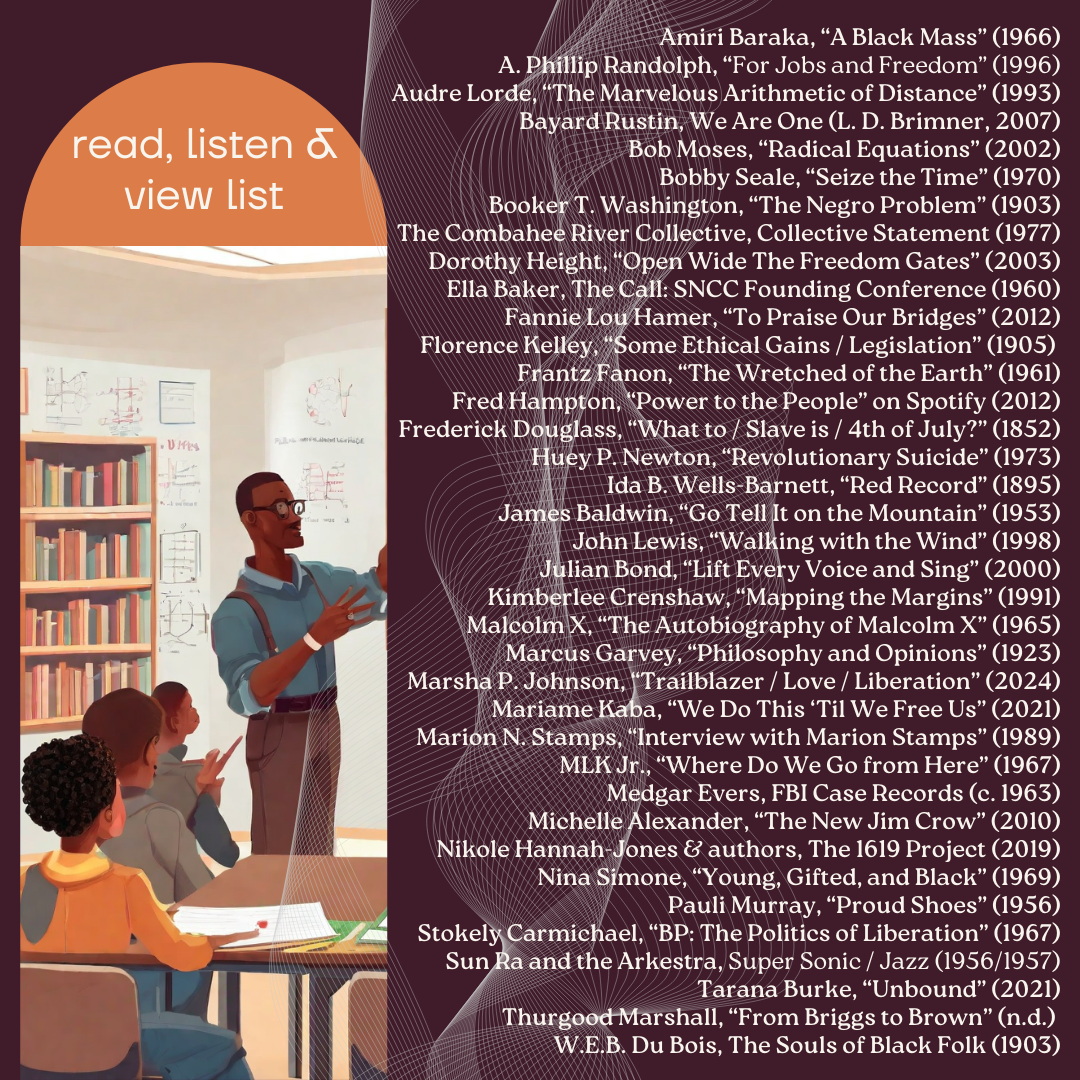 read, listen &
view list
Amiri Baraka, “A Black Mass” (1966)
A. Phillip Randolph, “For Jobs and Freedom” (1996)
Audre Lorde, “The Marvelous Arithmetic of Distance” (1993)
Bayard Rustin, We Are One (L. D. Brimner, 2007)
Bob Moses, “Radical Equations” (2002)
Bobby Seale, “Seize the Time” (1970)
Booker T. Washington, “The Negro Problem” (1903)
The Combahee River Collective, Collective Statement (1977)
Dorothy Height, “Open Wide The Freedom Gates” (2003)
Ella Baker, The Call: SNCC Founding Conference (1960)
Fannie Lou Hamer, “To Praise Our Bridges” (2012)
Florence Kelley, “Some Ethical Gains / Legislation” (1905)
Frantz Fanon, “The Wretched of the Earth” (1961)
Fred Hampton, “Power to the People” on Spotify (2012)
Frederick Douglass, “What to / Slave is / 4th of July?” (1852)
Huey P. Newton, “Revolutionary Suicide” (1973)
Ida B. Wells-Barnett, “Red Record” (1895)
James Baldwin, “Go Tell It on the Mountain” (1953)
John Lewis, “Walking with the Wind” (1998)
Julian Bond, “Lift Every Voice and Sing” (2000)
Kimberlee Crenshaw, “Mapping the Margins” (1991)
Malcolm X, “The Autobiography of Malcolm X” (1965)
Marcus Garvey, “Philosophy and Opinions” (1923)
Marsha P. Johnson, “Trailblazer / Love / Liberation” (2024)
Mariame Kaba, “We Do This ‘Til We Free Us” (2021)
Marion N. Stamps, “Interview with Marion Stamps” (1989)
MLK Jr., “Where Do We Go from Here” (1967)
Medgar Evers, FBI Case Records (c. 1963)
Michelle Alexander, “The New Jim Crow” (2010)
Nikole Hannah-Jones & authors, The 1619 Project (2019)
Nina Simone, “Young, Gifted, and Black” (1969)
Pauli Murray, “Proud Shoes” (1956)
Stokely Carmichael, “BP: The Politics of Liberation” (1967)
Sun Ra and the Arkestra, Super Sonic / Jazz (1956/1957)
Tarana Burke, “Unbound” (2021)
Thurgood Marshall, “From Briggs to Brown” (n.d.)
W.E.B. Du Bois, The Souls of Black Folk (1903)